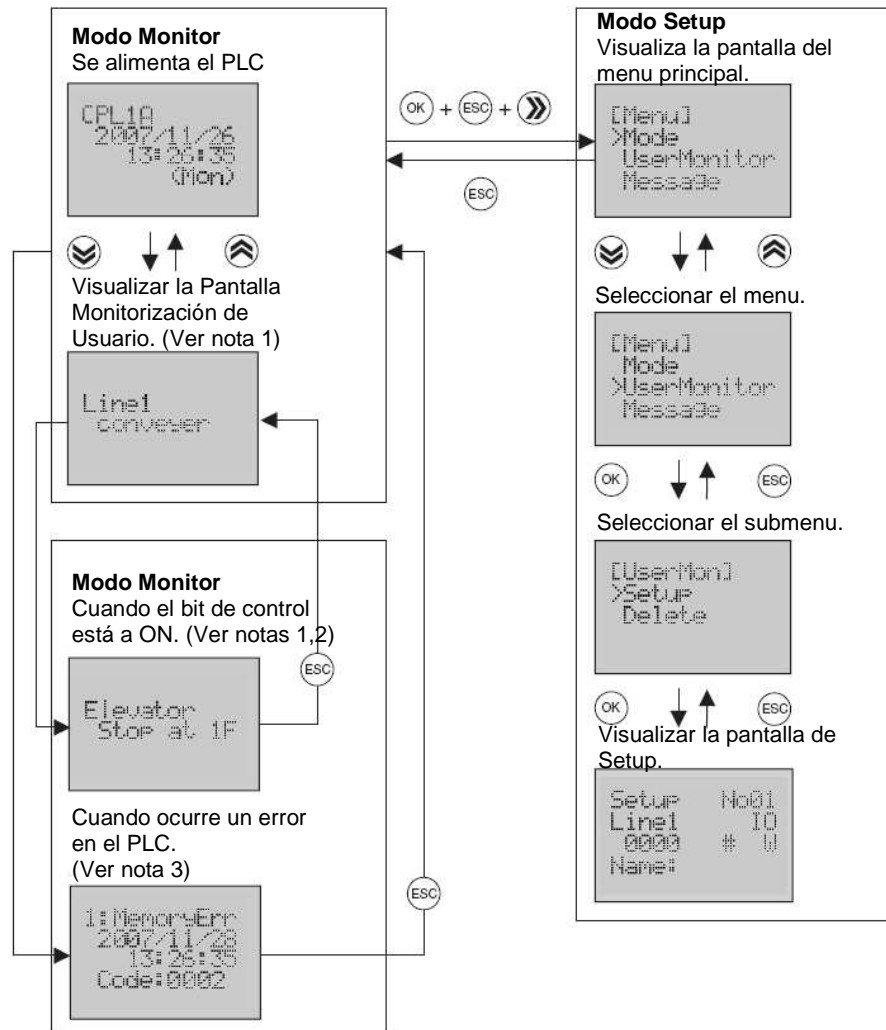 Modo Monitor
Se alimenta el PLC
CPL1A
2007/11/26
13:26:35
(Mon)
Visualizar la Pantalla
Monitorización de
Usuario. (Ver nota 1)
Line1
conveyer
Modo Monitor
Cuando el bit de control
está a ON. (Ver notas 1,2)
ESC
Elevator
Stop at 1F
Cuando ocurre un error
en el PLC.
(Ver nota 3)
1:MemoryErr
2007/11/28
13:26:35
Code:0002
ESC
OK + ESC +
ESC
Modo Setup
Visualiza la pantalla del
menu principal.
[Menu]
>Mode
UserMonitor
Message
Seleccionar el menu.
[Menu]
Mode
>UserMonitor
Message
OK ESC
Seleccionar el submenu.
[UserMon]
>Setup
Delete
OK ESC
Visualizar la pantalla de
Setup.
Setup No01
Line1 IO
0000 # W
Name: